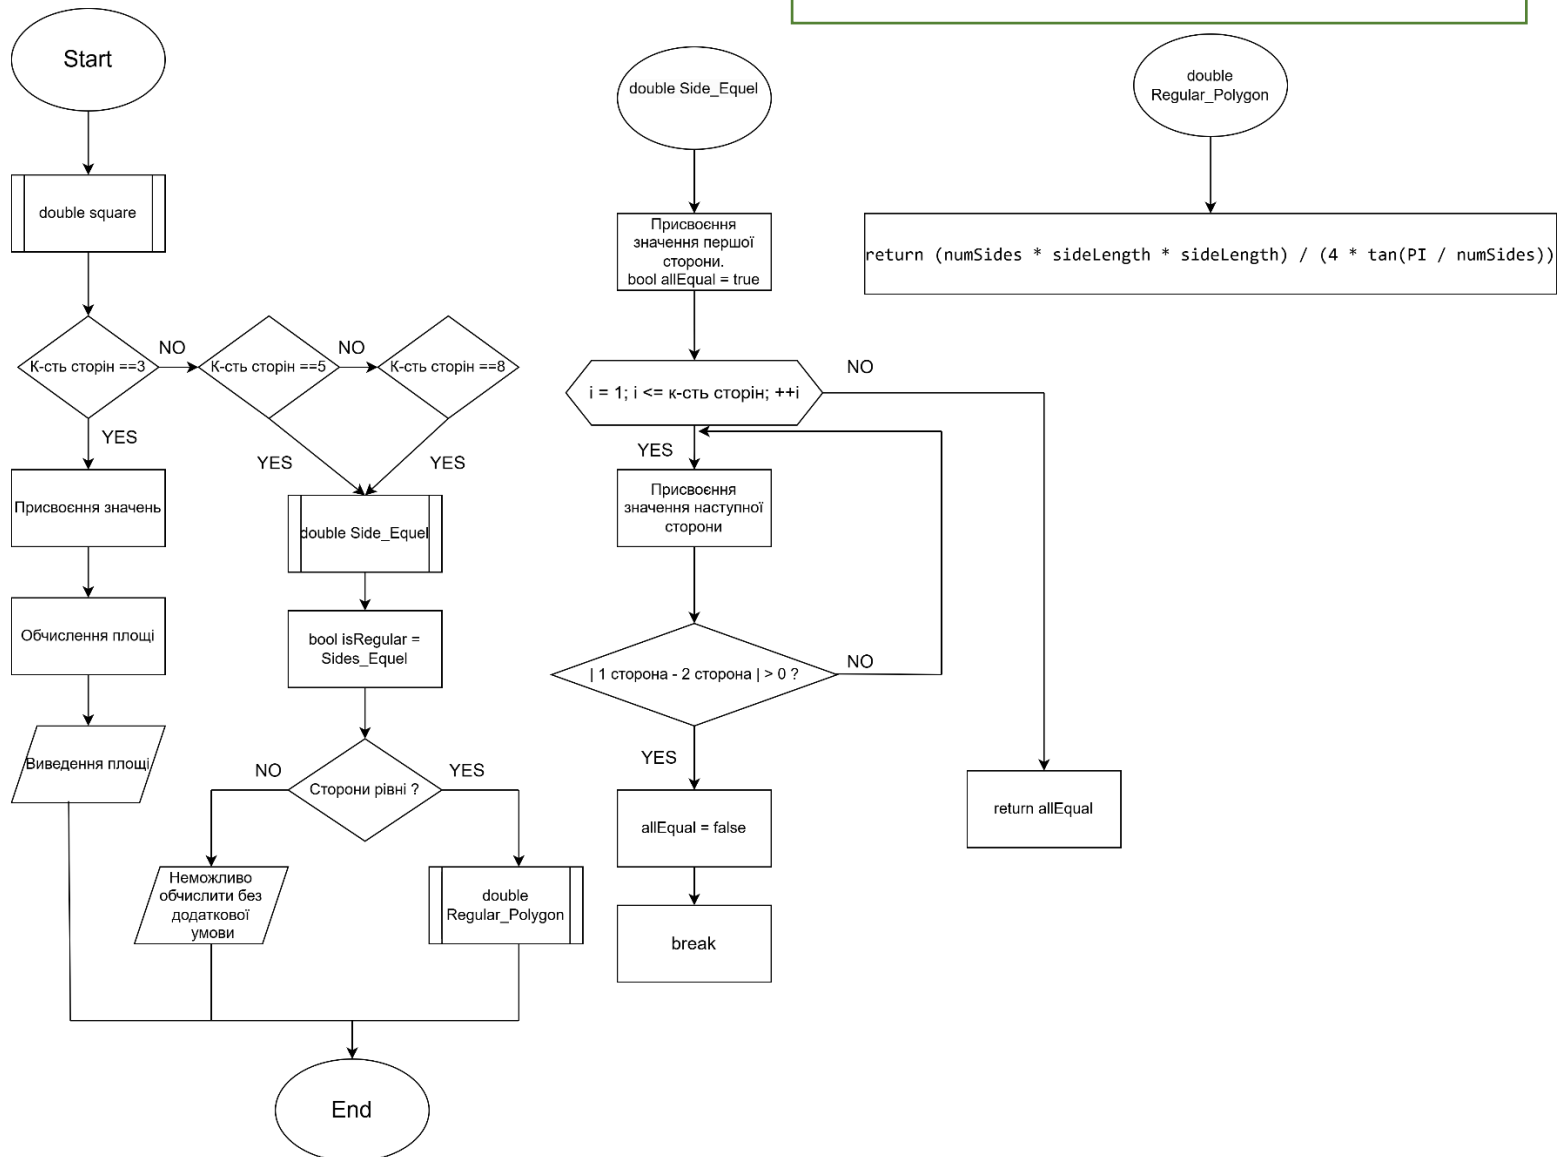 Start
double square
К-сть сторін ==3
NO
К-сть сторін ==5
NO
К-сть сторін ==8
YES
YES
YES
Присвоєння значень
Обчислення площі
Виведення площі
double Side_Equel
bool isRegular =
Sides_Equel
Сторони рівні ?
NO
YES
Неможливо
обчислити без
додаткової
умови
double
Regular_Polygon
End
double Side_Equel
Присвоєння
значення першої
сторони.
bool allEqual = true
i = 1; i <= к-сть сторін; ++i
NO
YES
Присвоєння
значення наступної
сторони
| 1 сторона - 2 сторона | > 0 ?
NO
YES
allEqual = false
break
return allEqual
double
Regular_Polygon
return (numSides * sideLength * sideLength) / (4 * tan(PI / numSides))